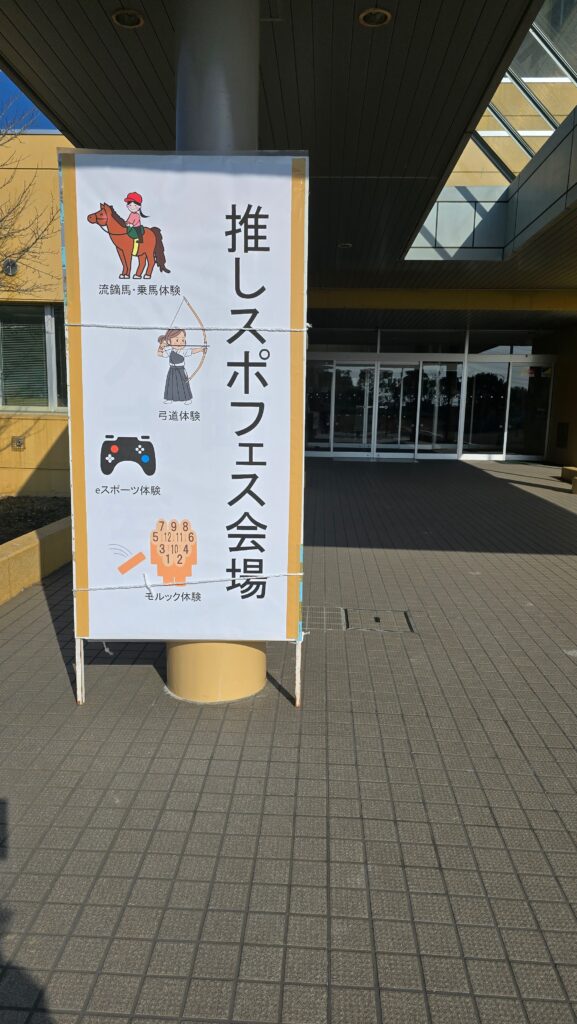 推しスポフェス会場
流鏑馬・乗馬体験
弓道体験
eスポーツ体験
7 9 8
5 12 11 6
3 10 4
1 2
モルック体験